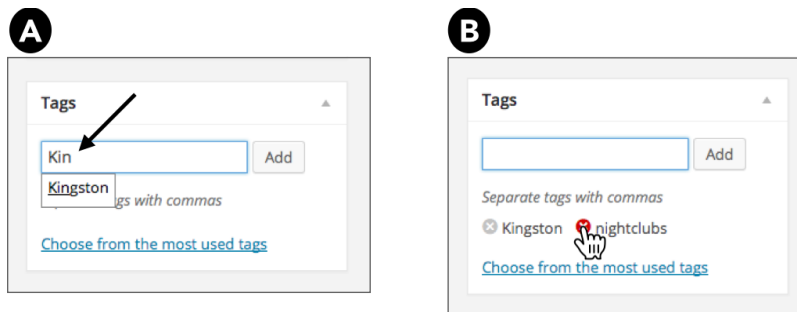 A
Tags
Kin
Add
Kingston
gs with commas
Choose from the most used tags
B
Tags
Add
Separate tags with commas
Kingston nightclubs
Choose from the most used tags